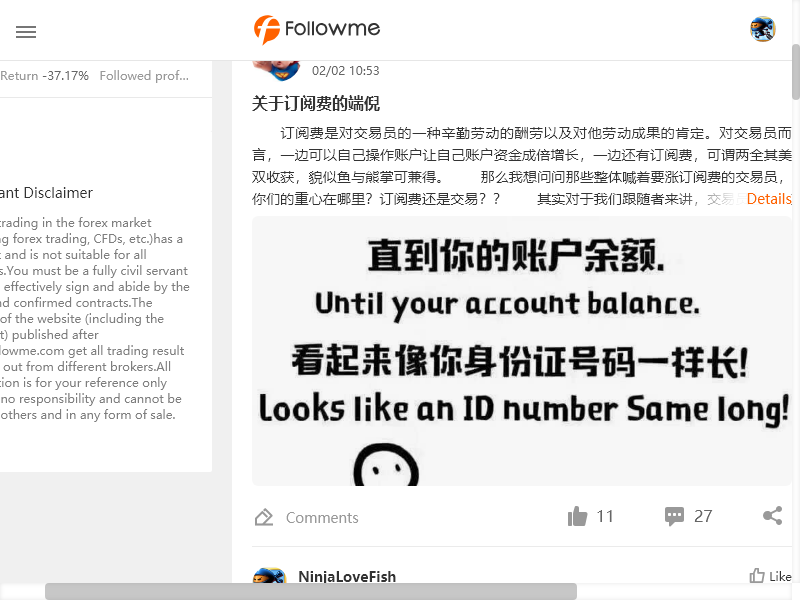 Followme
Return -37.17% Followed prof...
02/02 10:53
关于订阅费的端倪
订阅费是对交易员的一种辛勤劳动的酬劳以及对他劳动成果的肯定。对交易员而
言，一边可以自己操作账户让自己账户资金成倍增长，一边还有订阅费，可谓两全其美
双收获，貌似鱼与熊掌可兼得。 那么我想问问那些整体喊着要涨订阅费的交易员，
你们的重心在哪里？订阅费还是交易？？ 其实对于我们跟随者来讲，交易 Details
ant Disclaimer
trading in the forex market
g forex trading, CFDs, etc.)has a
and is not suitable for all
s.You must be a fully civil servant
effectively sign and abide by the
nd confirmed contracts.The
of the website (including the
t) published after
lowme.com get all trading result
out from different brokers.All
tion is for your reference only
no responsibility and cannot be
others and in any form of sale.
直到你的账户余额.
Until your account balance.
看起来像你身份证号码一样长!
Looks like an ID number Same long!
Comments
11
27
NinjaLoveFish
Like